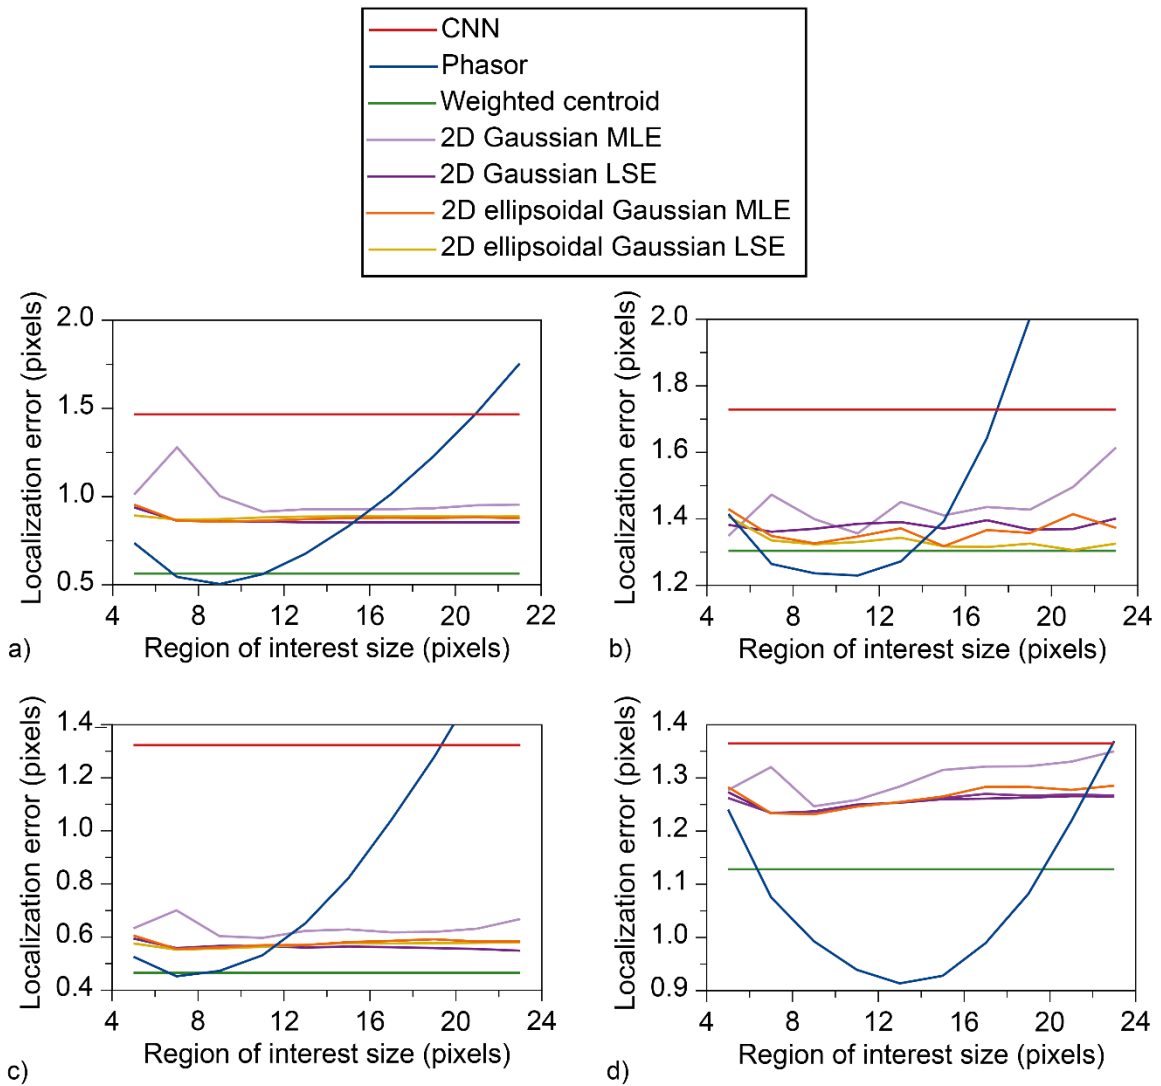 CNN
Phasor
Weighted centroid
2D Gaussian MLE
2D Gaussian LSE
2D ellipsoidal Gaussian MLE
2D ellipsoidal Gaussian LSE
Localization error (pixels)
2.0
1.5
1.0
0.5
4 8 12 16 20 22
Region of interest size (pixels)
a)
Localization error (pixels)
2.0
1.8
1.6
1.4
1.2
4 8 12 16 20 24
Region of interest size (pixels)
b)
Localization error (pixels)
1.4
1.2
1.0
0.8
0.6
0.4
4 8 12 16 20 24
Region of interest size (pixels)
c)
Localization error (pixels)
1.4
1.3
1.2
1.1
1.0
0.9
4 8 12 16 20 24
Region of interest size (pixels)
d)